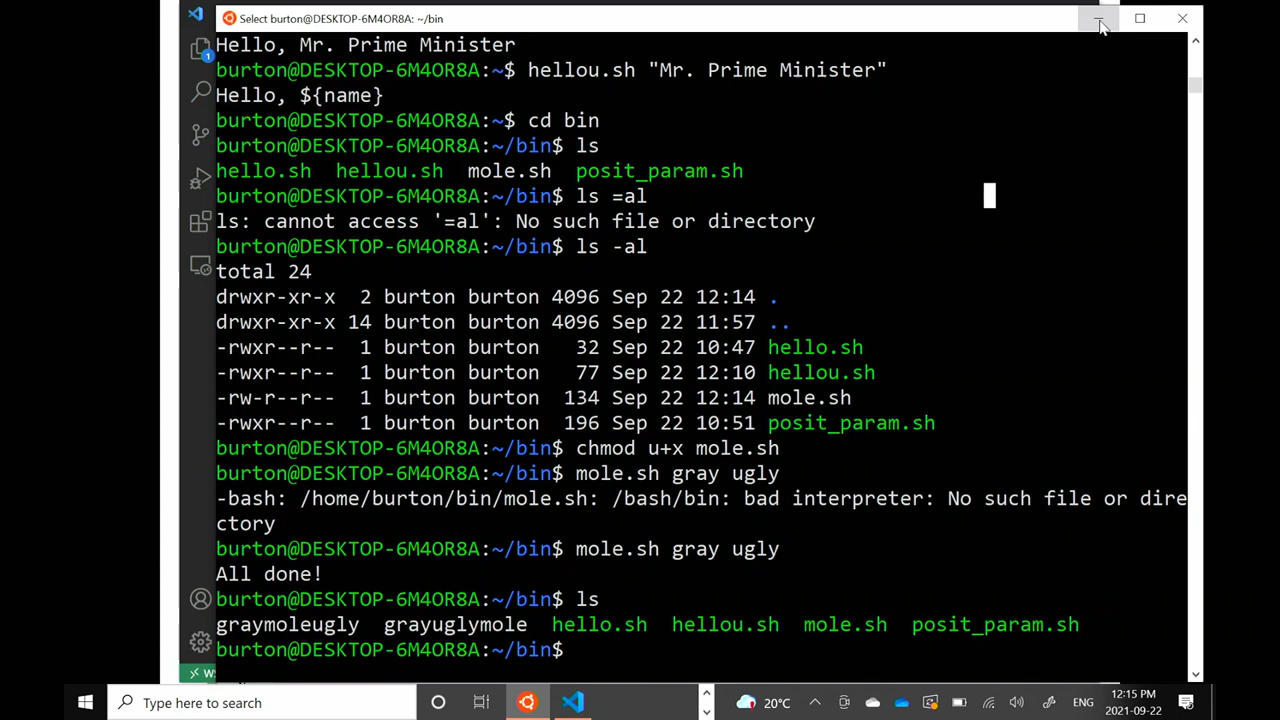 Select burton@DESKTOP-6M4OR8A: ~/bin
Hello, Mr. Prime Minister
burton@DESKTOP-6M4OR8A:~$ hellou.sh "Mr. Prime Minister"
Hello, ${name}
burton@DESKTOP-6M4OR8A:~$ cd bin
burton@DESKTOP-6M4OR8A:~/bin$ ls
hello.sh hellou.sh mole.sh posit_param.sh
burton@DESKTOP-6M4OR8A:~/bin$ ls =al
ls: cannot access '=al': No such file or directory
burton@DESKTOP-6M4OR8A:~/bin$ ls -al
total 24
drwxr-xr-x 2 burton burton 4096 Sep 22 12:14 .
drwxr-xr-x 14 burton burton 4096 Sep 22 11:57 ..
-rwxr--r-- 1 burton burton 32 Sep 22 10:47 hello.sh
-rwxr--r-- 1 burton burton 77 Sep 22 12:10 hellou.sh
-rw-r--r-- 1 burton burton 134 Sep 22 12:14 mole.sh
-rwxr--r-- 1 burton burton 196 Sep 22 10:51 posit_param.sh
burton@DESKTOP-6M4OR8A:~/bin$ chmod u+x mole.sh
burton@DESKTOP-6M4OR8A:~/bin$ mole.sh gray ugly
-bash: /home/burton/bin/mole.sh: /bash/bin: bad interpreter: No such file or dire
ctory
burton@DESKTOP-6M4OR8A:~/bin$ mole.sh gray ugly
All done!
burton@DESKTOP-6M4OR8A:~/bin$ ls
graymoleugly grayuglymole hello.sh hellou.sh mole.sh posit_param.sh
burton@DESKTOP-6M4OR8A:~/bin$
1
W
Type here to search
20°C
ENG
12:15 PM
2021-09-22